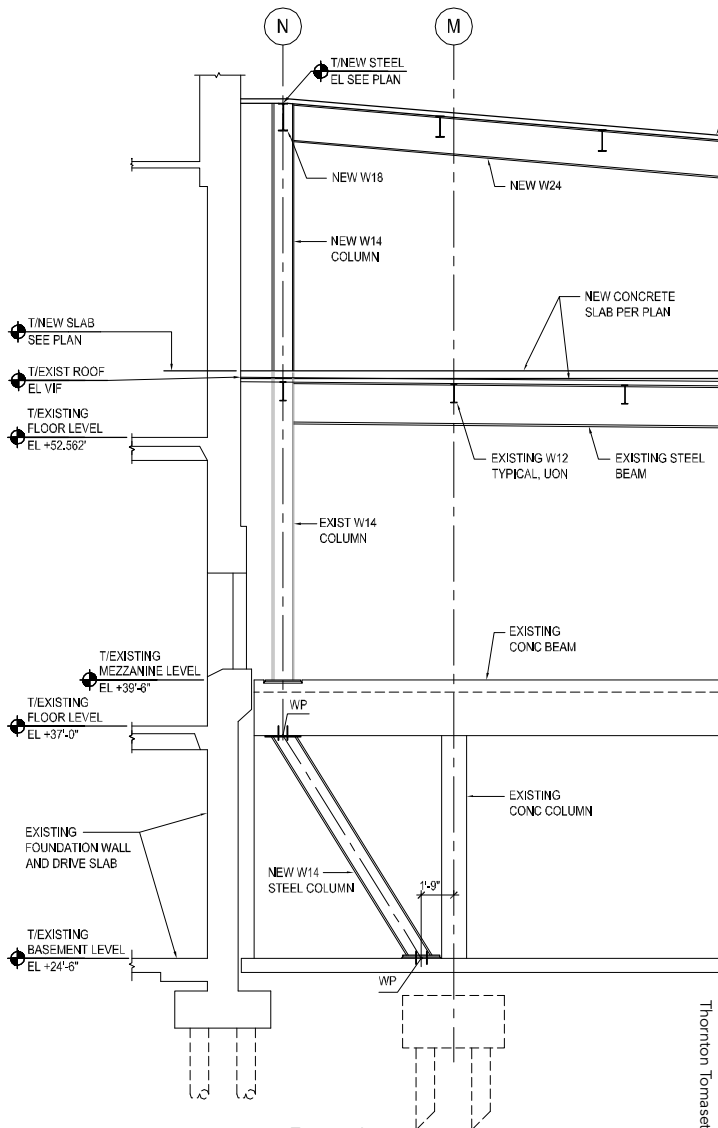 N
M
T/NEW STEEL
EL SEE PLAN
NEW W18
NEW W24
NEW W14
COLUMN
NEW CONCRETE
SLAB PER PLAN
T/NEW SLAB
SEE PLAN
T/EXIST ROOF
EL VIF
T/EXISTING
FLOOR LEVEL
EL +52.562'
EXISTING W12
TYPICAL, UON
EXISTING STEEL
BEAM
EXIST W14
COLUMN
EXISTING
CONC BEAM
T/EXISTING
MEZZANINE LEVEL
EL +39'-6"
T/EXISTING
FLOOR LEVEL
EL +37'-0"
WP
EXISTING
CONC COLUMN
EXISTING
FOUNDATION WALL
AND DRIVE SLAB
NEW W14
STEEL COLUMN
1'-9"
T/EXISTING
BASEMENT LEVEL
EL +24'-6"
WP
Thornton Tomaset